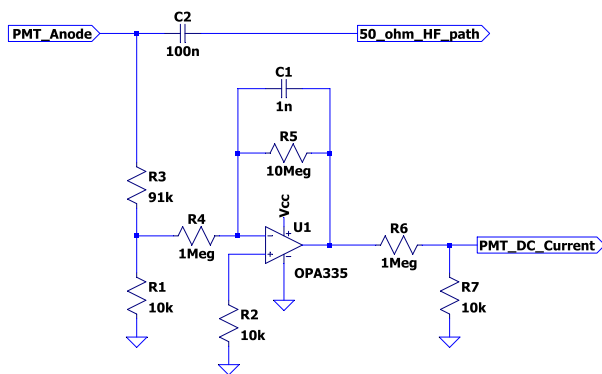 PMT_Anode
C2
100n
50_ohm_HF_path
C1
1n
R5
10Meg
R3
91k
R4
1Meg
Vcc
U1
OPA335
R6
1Meg
PMT_DC_Current
R1
10k
R2
10k
R7
10k